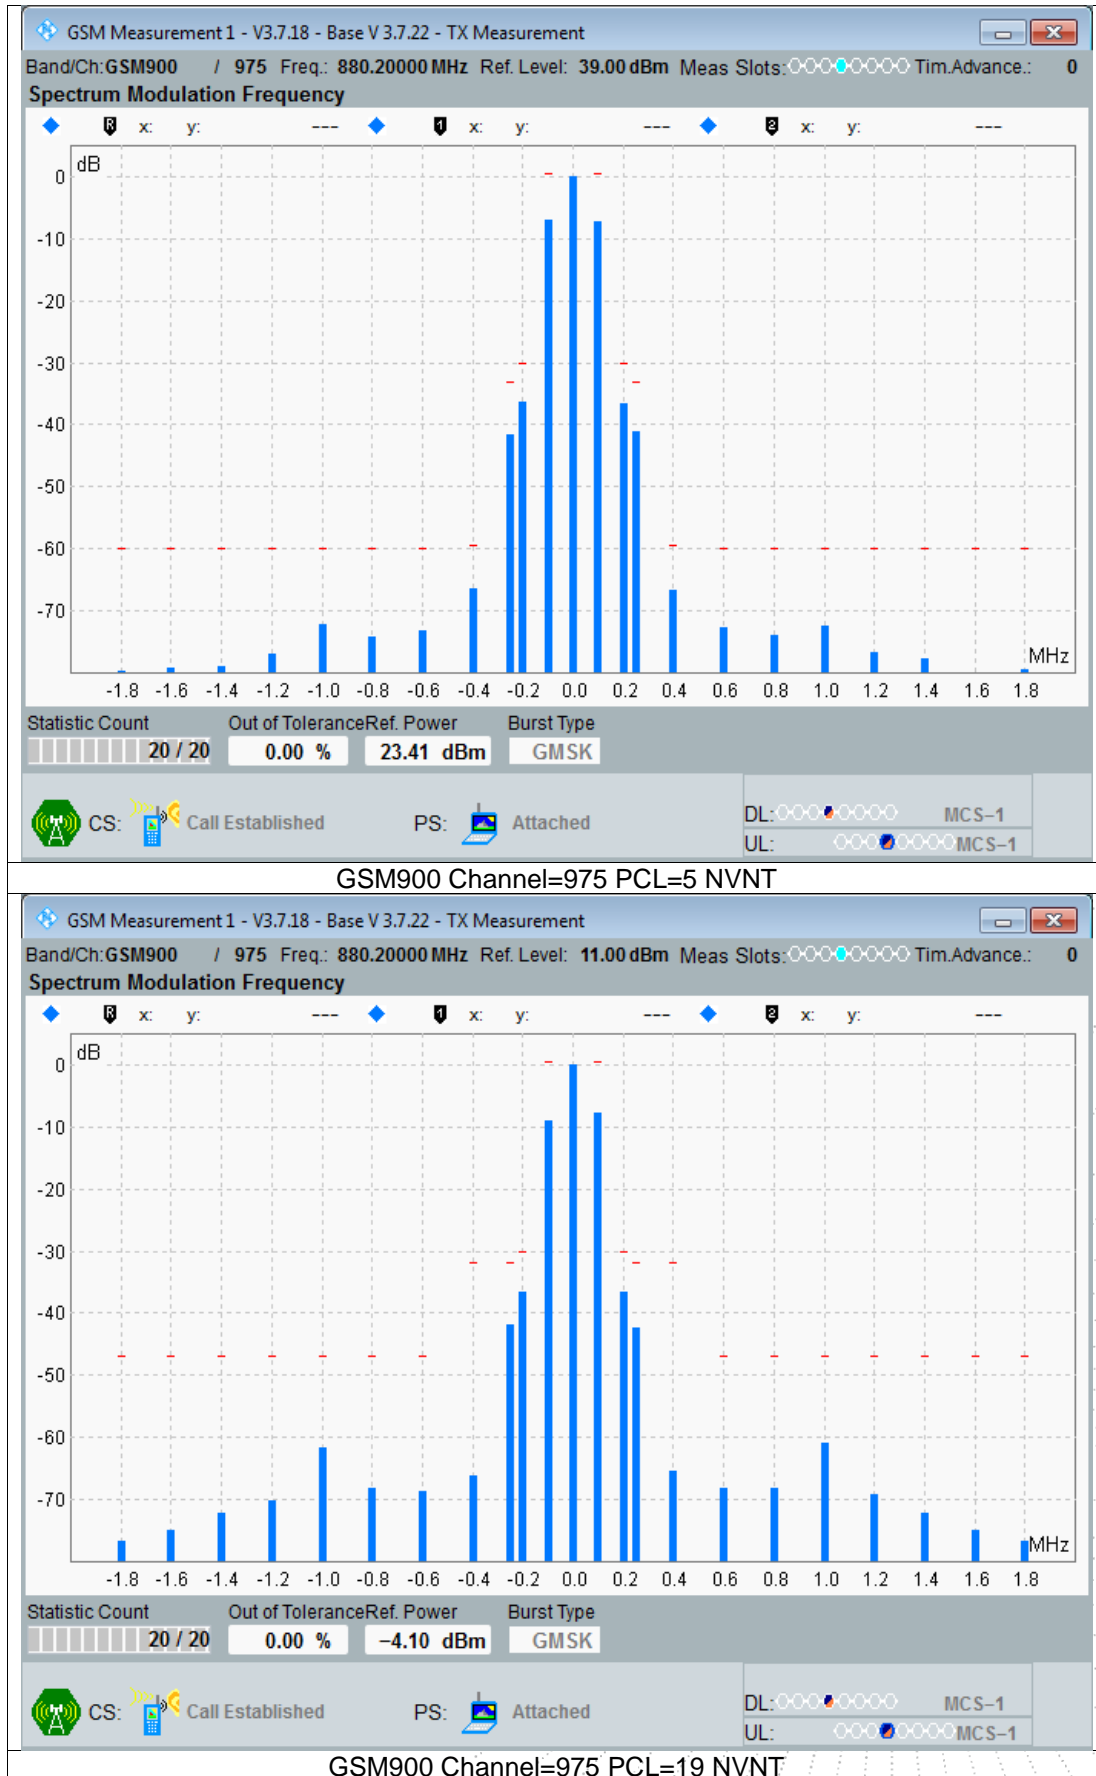 GSM Measurement 1 - V3.7.18 - Base V 3.7.22 - TX Measurement
Band/Ch:GSM900 / 975 Freq.: 880.20000 MHz Ref. Level: 39.00 dBm Meas Slots: Tim.Advance.: 0
Spectrum Modulation Frequency
R x: y: --- 1 x: y: --- 2 x: y: ---
dB
0
-10
-20
-30
-40
-50
-60
-70
MHz
-1.8 -1.6 -1.4 -1.2 -1.0 -0.8 -0.6 -0.4 -0.2 0.0 0.2 0.4 0.6 0.8 1.0 1.2 1.4 1.6 1.8
Statistic Count Out of Tolerance Ref. Power Burst Type
20 / 20 0.00 % 23.41 dBm GMSK
CS: Call Established PS: Attached DL: MCS-1
UL: MCS-1
GSM900 Channel=975 PCL=5 NVNT
GSM Measurement 1 - V3.7.18 - Base V 3.7.22 - TX Measurement
Band/Ch:GSM900 / 975 Freq.: 880.20000 MHz Ref. Level: 11.00 dBm Meas Slots: Tim.Advance.: 0
Spectrum Modulation Frequency
R x: y: --- 1 x: y: --- 2 x: y: ---
dB
0
-10
-20
-30
-40
-50
-60
-70
MHz
-1.8 -1.6 -1.4 -1.2 -1.0 -0.8 -0.6 -0.4 -0.2 0.0 0.2 0.4 0.6 0.8 1.0 1.2 1.4 1.6 1.8
Statistic Count Out of Tolerance Ref. Power Burst Type
20 / 20 0.00 % -4.10 dBm GMSK
CS: Call Established PS: Attached DL: MCS-1
UL: MCS-1
GSM900 Channel=975 PCL=19 NVNT